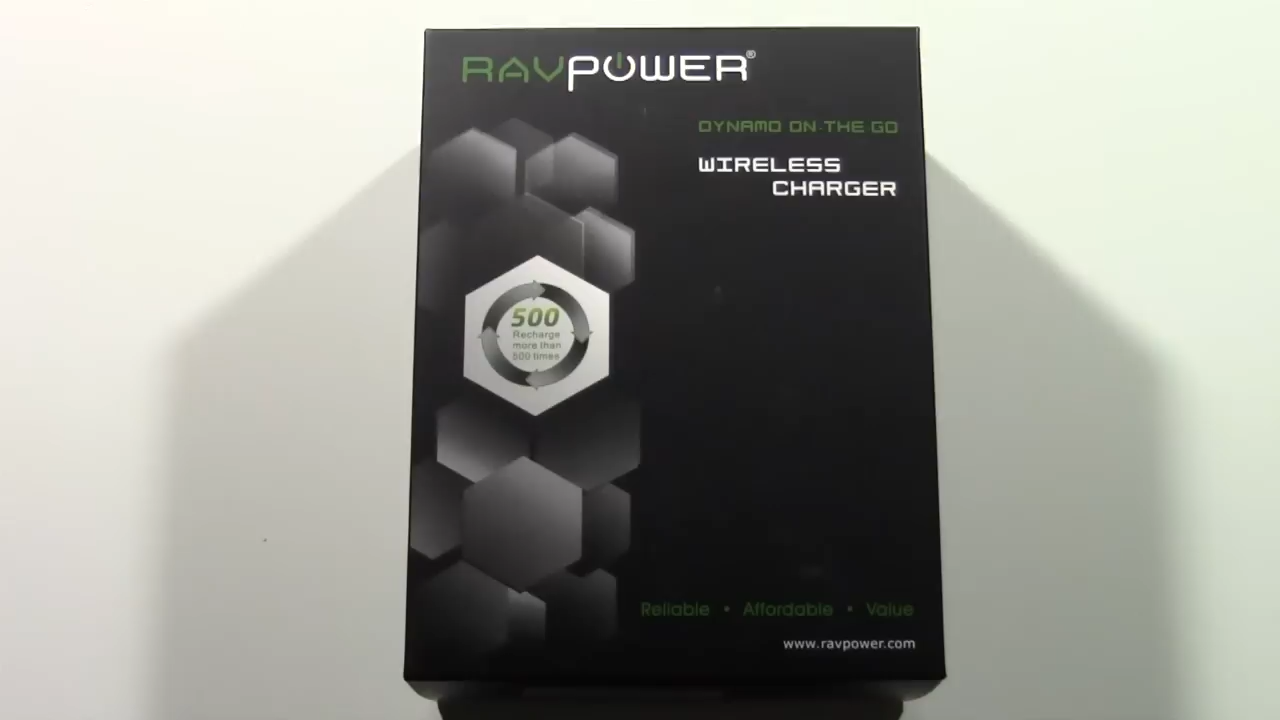 RAVPOWER®
DYNAMO ON-THE GO
WIRELESS
CHARGER
500
Recharge
more than
500 times
Reliable • Affordable • Value
www.ravpower.com